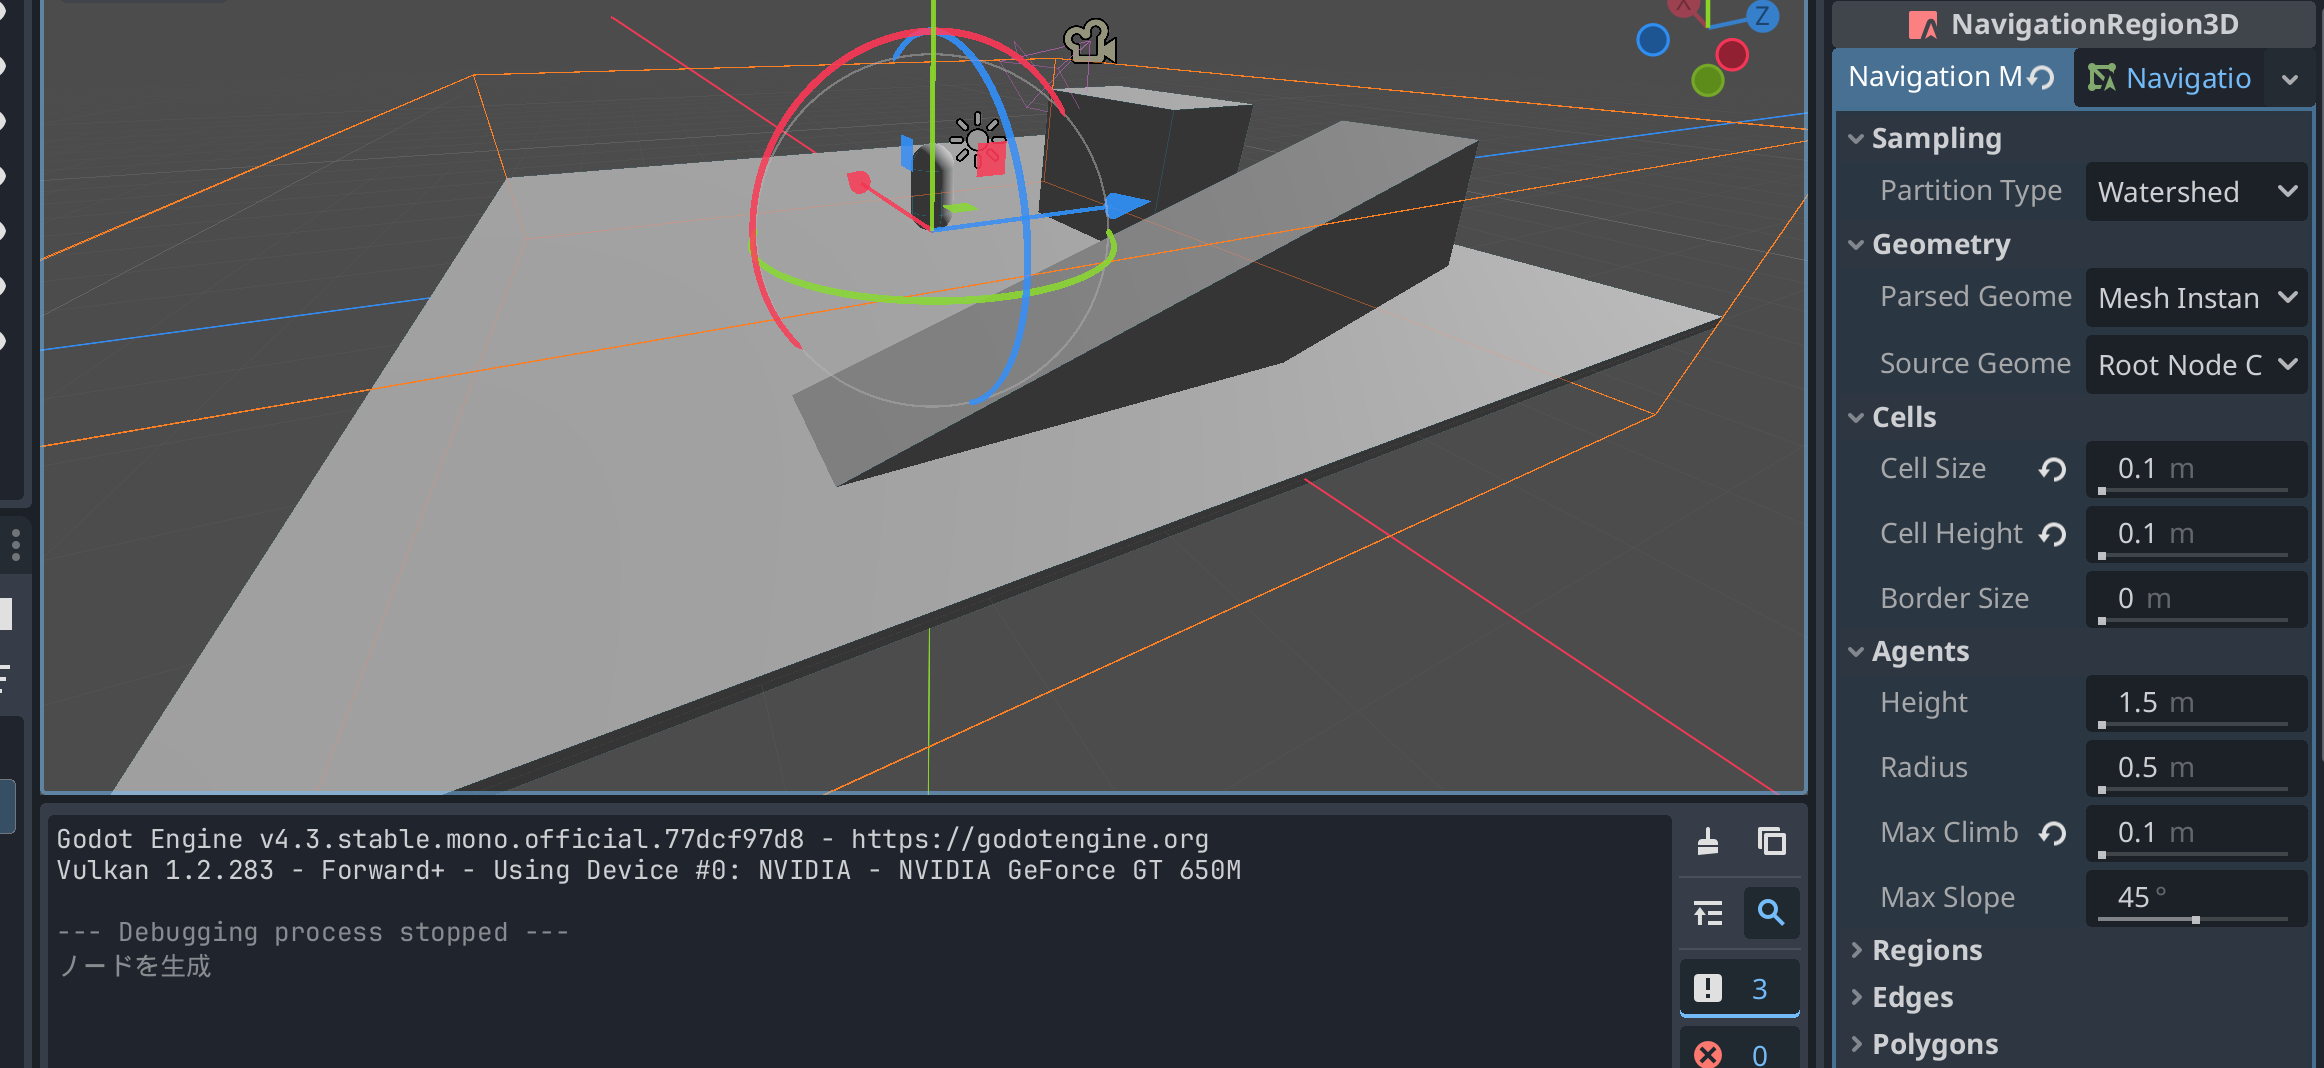 X
Z
NavigationRegion3D
Navigation M
Navigatio
Sampling
Partition Type
Watershed
Geometry
Parsed Geome
Mesh Instan
Source Geome
Root Node C
Cells
Cell Size
0.1 m
Cell Height
0.1 m
Border Size
0 m
Agents
Height
1.5 m
Radius
0.5 m
Max Climb
0.1 m
Max Slope
45 °
Regions
Edges
Polygons
Godot Engine v4.3.stable.mono.official.77dcf97d8 - https://godotengine.org
Vulkan 1.2.283 - Forward+ - Using Device #0: NVIDIA - NVIDIA GeForce GT 650M
--- Debugging process stopped ---
ノードを生成
3
0